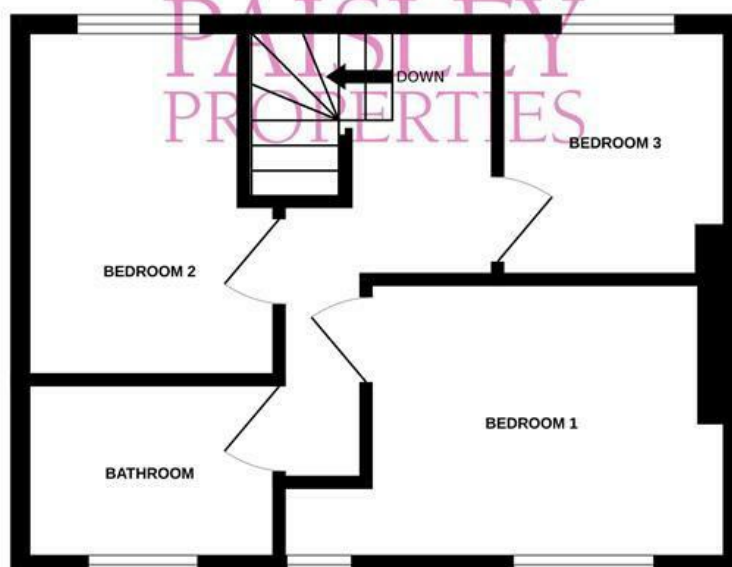 PAISLEY
PROPERTIES
DOWN
BEDROOM 3
BEDROOM 2
BEDROOM 1
BATHROOM